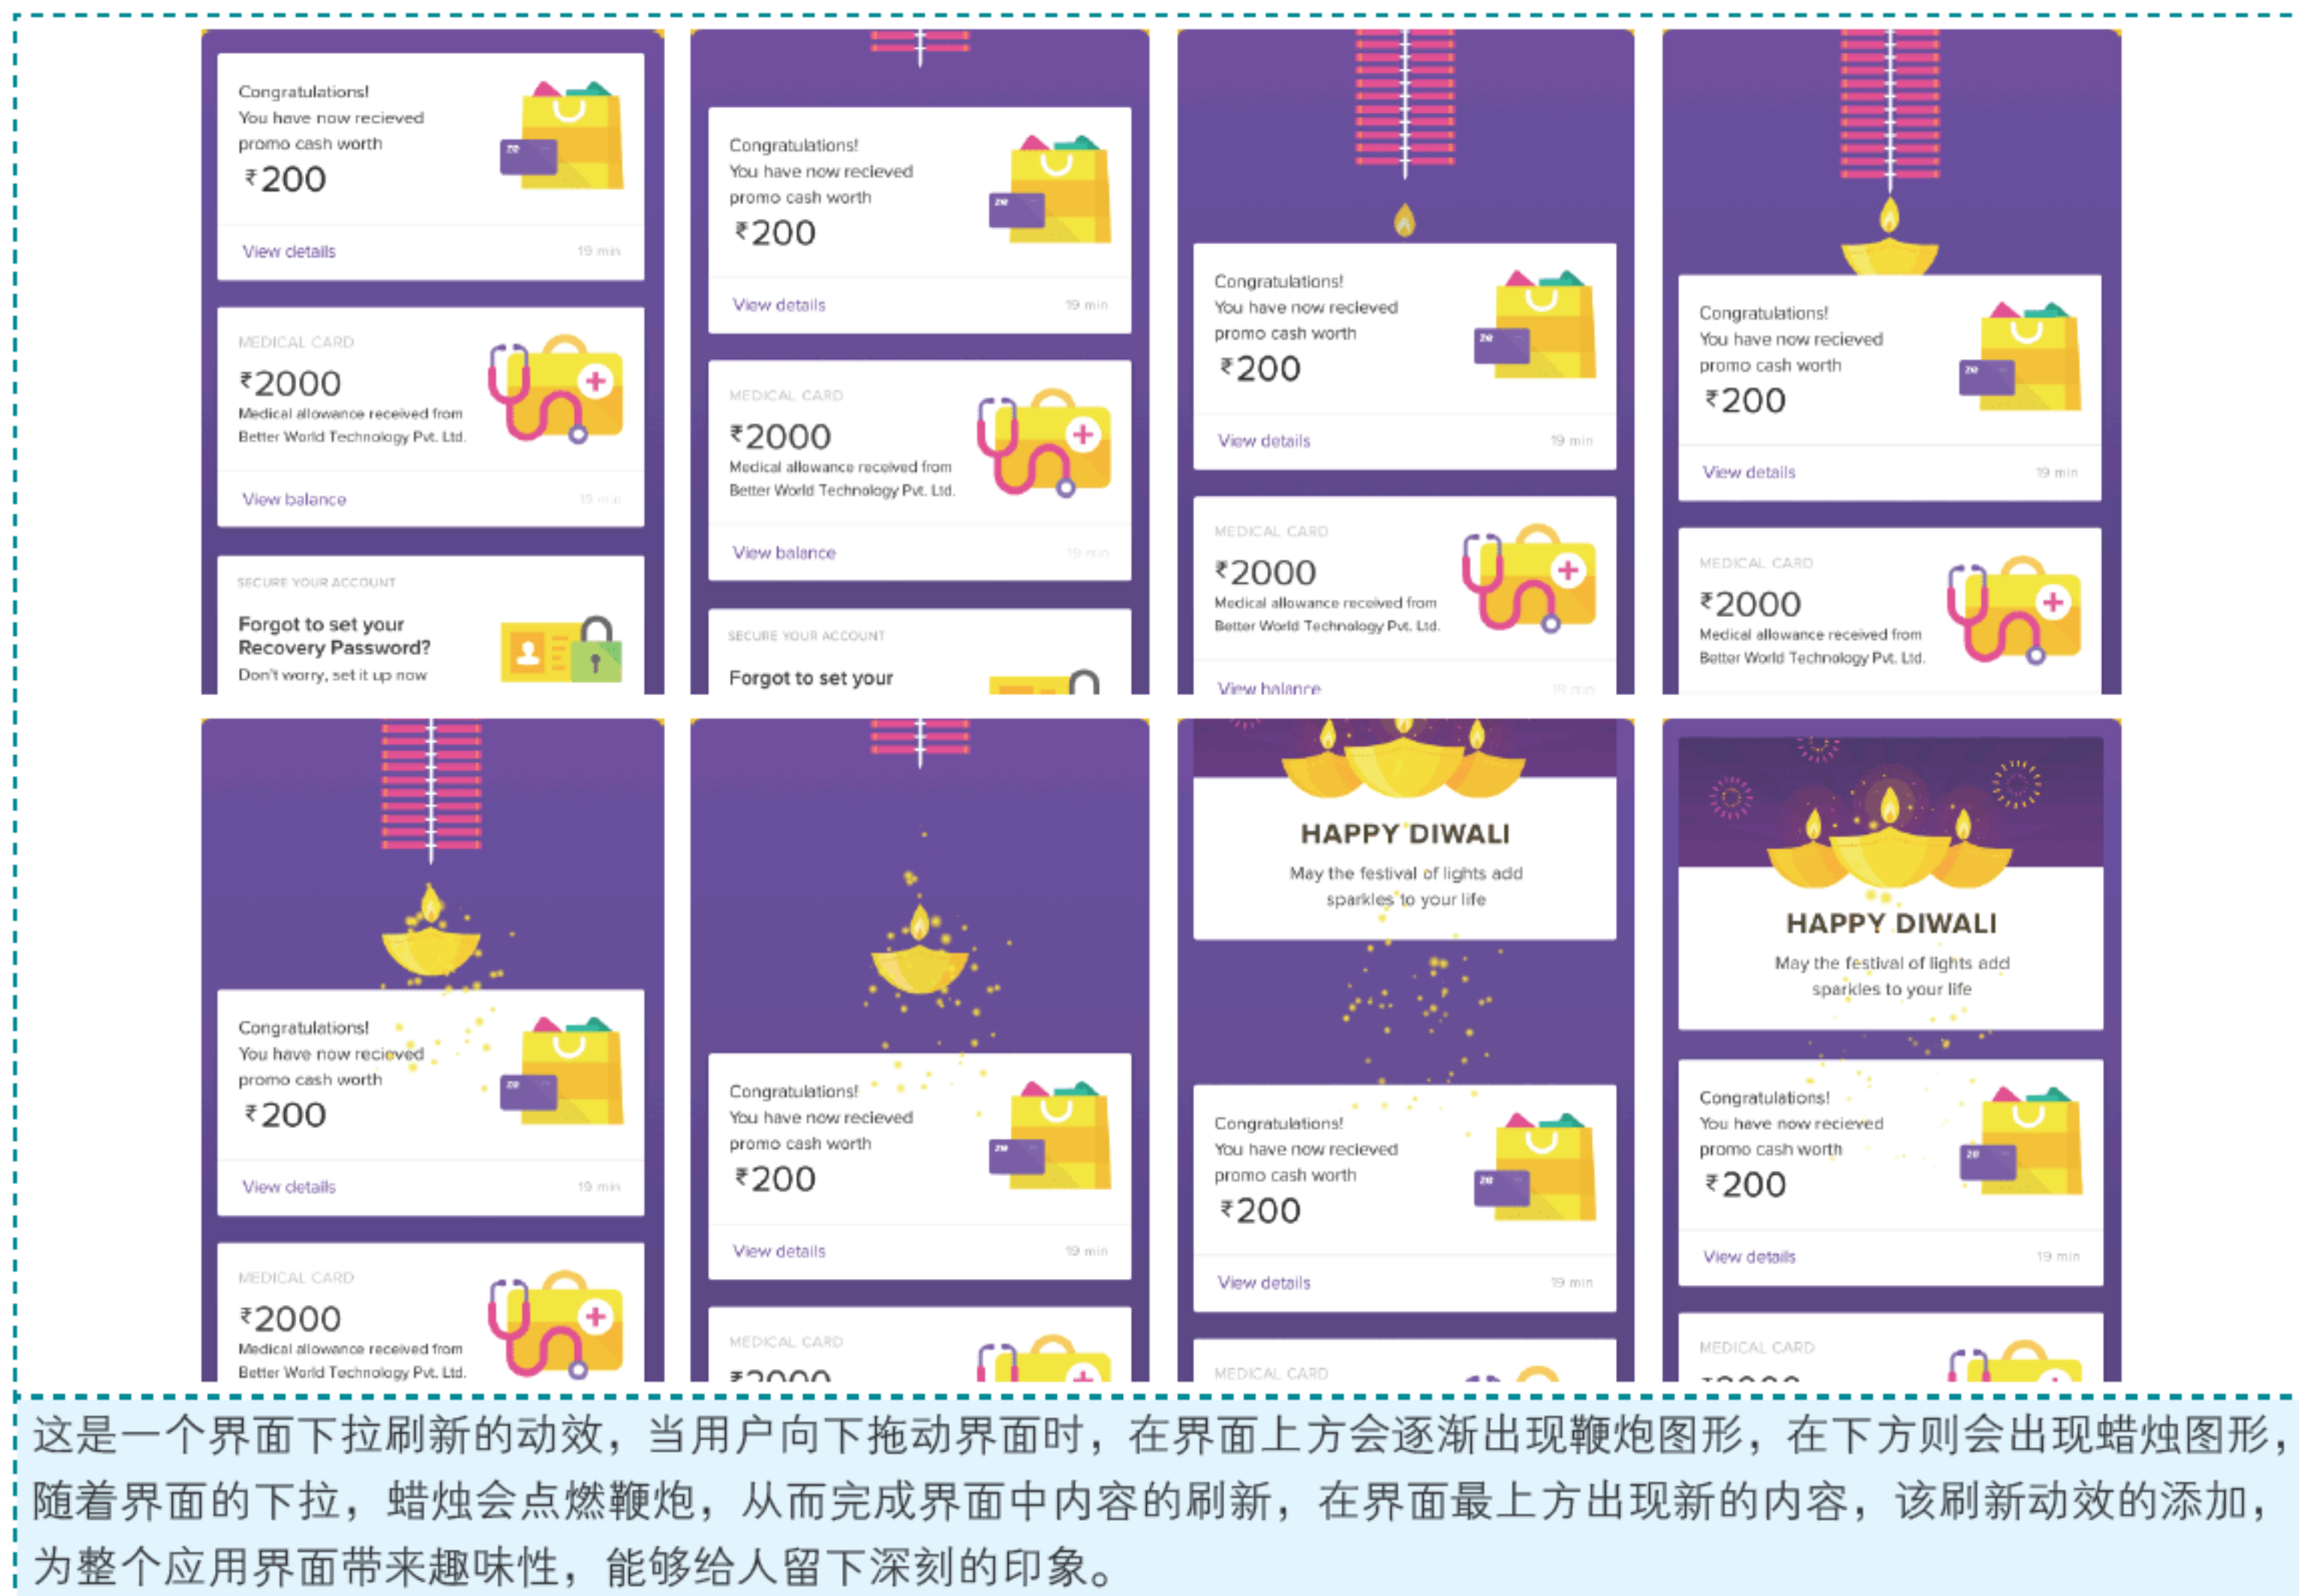 Congratulations!
You have now recieved
promo cash worth
₹200
View details 19 min
MEDICAL CARD
₹2000
Medical allowance received from
Better World Technology Pvt. Ltd.
View balance 19 min
SECURE YOUR ACCOUNT
Forgot to set your
Recovery Password?
Don't worry, set it up now
Congratulations!
You have now recieved
promo cash worth
₹200
View details 19 min
MEDICAL CARD
₹2000
Medical allowance received from
Better World Technology Pvt. Ltd.
View balance 19 min
SECURE YOUR ACCOUNT
Forgot to set your
Congratulations!
You have now recieved
promo cash worth
₹200
View details 19 min
MEDICAL CARD
₹2000
Medical allowance received from
Better World Technology Pvt. Ltd.
View balance 19 min
Congratulations!
You have now recieved
promo cash worth
₹200
View details 19 min
MEDICAL CARD
₹2000
Medical allowance received from
Better World Technology Pvt. Ltd.
Congratulations!
You have now recieved
promo cash worth
₹200
View details 19 min
MEDICAL CARD
₹2000
Medical allowance received from
Better World Technology Pvt. Ltd.
Congratulations!
You have now recieved
promo cash worth
₹200
View details 19 min
MEDICAL CARD
₹2000
HAPPY DIWALI
May the festival of lights add
sparkles to your life
Congratulations!
You have now recieved
promo cash worth
₹200
View details 19 min
MEDICAL CARD
HAPPY DIWALI
May the festival of lights add
sparkles to your life
Congratulations!
You have now recieved
promo cash worth
₹200
View details 19 min
MEDICAL CARD
₹2000
这是一个界面下拉刷新的动效，当用户向下拖动界面时，在界面上方会逐渐出现鞭炮图形，在下方则会出现蜡烛图形，
随着界面的下拉，蜡烛会点燃鞭炮，从而完成界面中内容的刷新，在界面最上方出现新的内容，该刷新动效的添加，
为整个应用界面带来趣味性，能够给人留下深刻的印象。